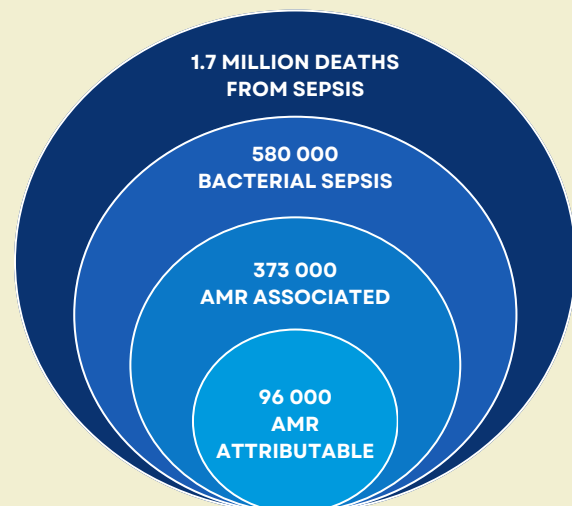 1.7 MILLION DEATHS
FROM SEPSIS
580 000
BACTERIAL SEPSIS
373 000
AMR ASSOCIATED
96 000
AMR
ATTRIBUTABLE